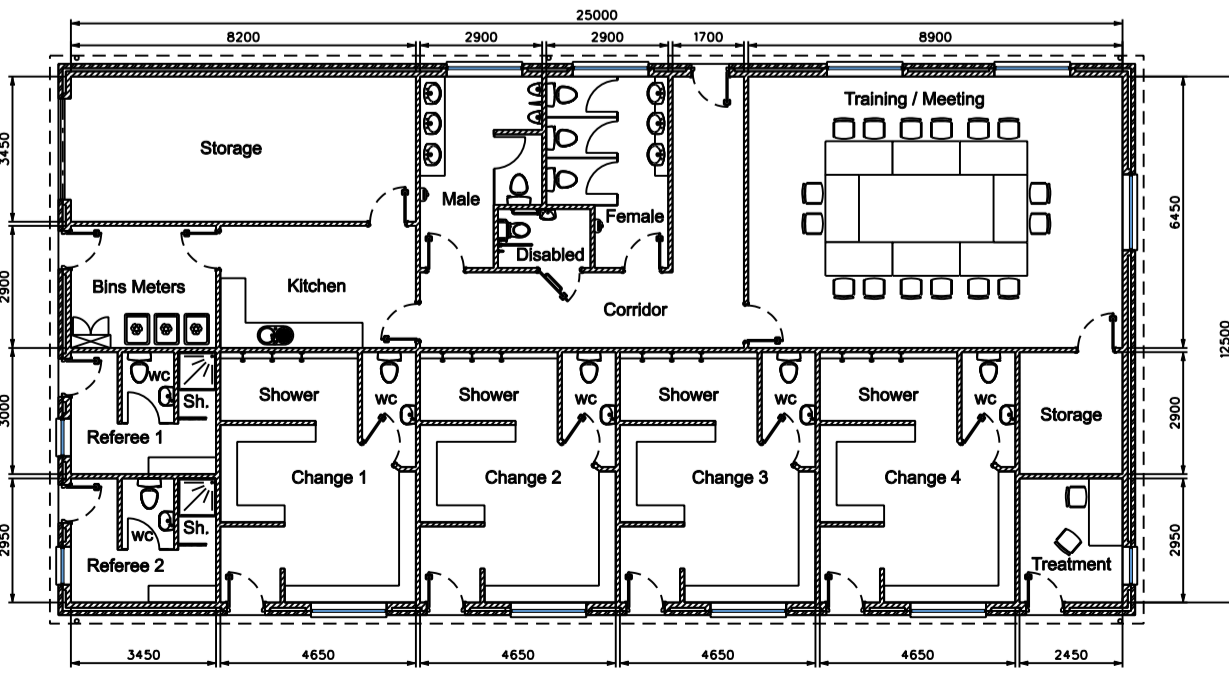 25000
8200 2900 2900 1700 8900
3450
Storage
Training / Meeting
Male
Female
Disabled
6450
2900
Bins Meters
Kitchen
Corridor
12500
3000
wc
Sh.
Referee 1
Shower
wc
Shower
wc
Shower
wc
Shower
wc
Storage
2900
Change 1
Change 2
Change 3
Change 4
2950
wc
Sh.
Referee 2
Treatment
2950
3450 4650 4650 4650 4650 2450